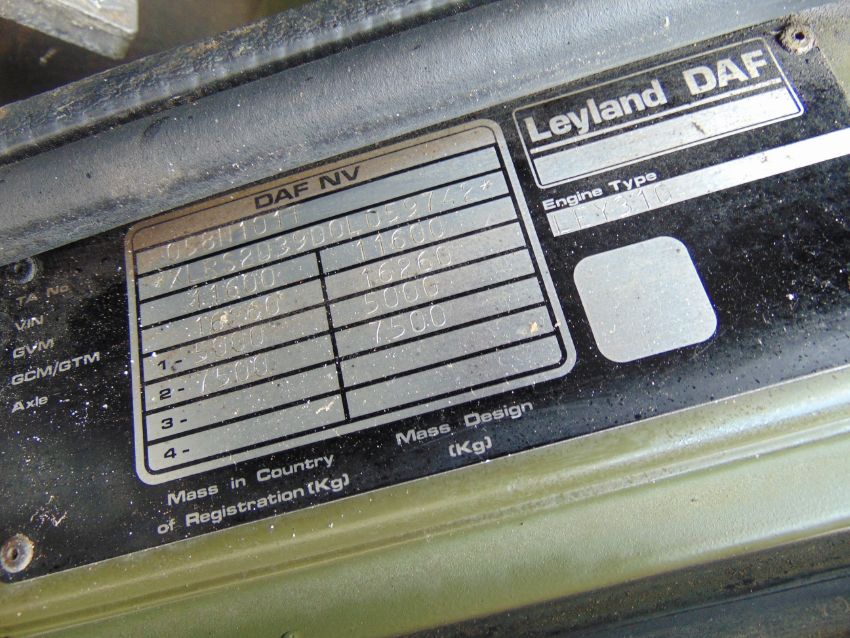 Leyland DAF
Engine Type
DAF NV
TA No
VIN
GVM 11600 11600
GCM/GTM 16260 16260
Axle 1- 5000 5000
2- 7500 7500
3-
4-
Mass in Country
of Registration (Kg)
Mass Design
(Kg)